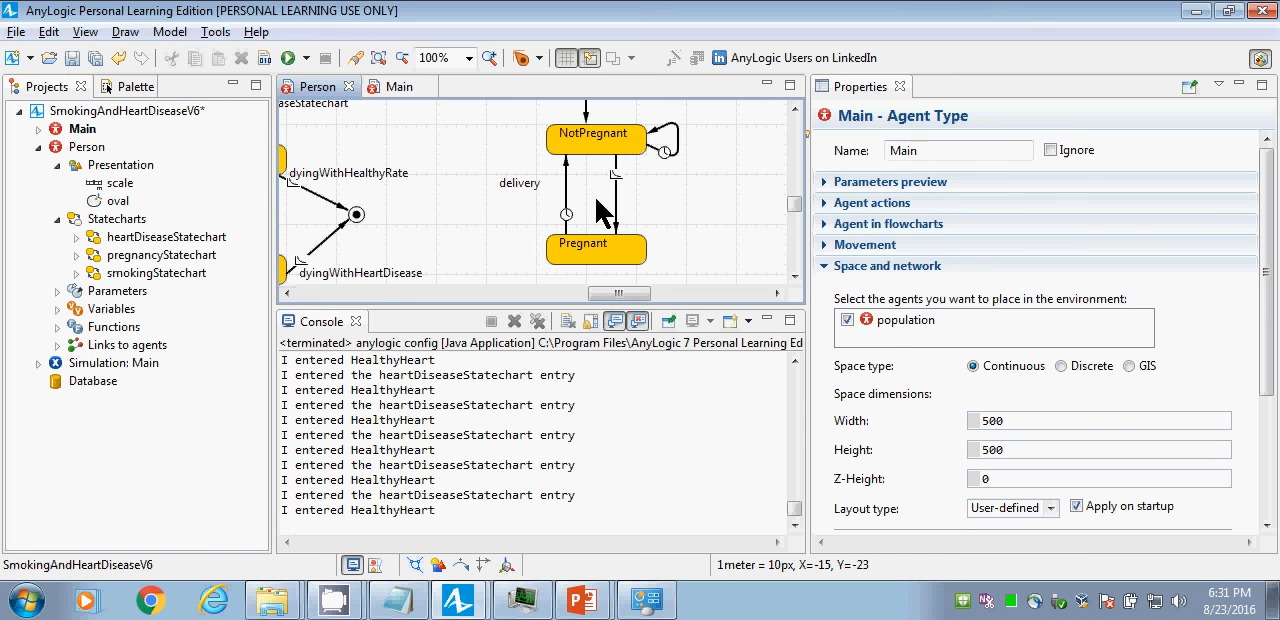 AnyLogic Personal Learning Edition [PERSONAL LEARNING USE ONLY]
File Edit View Draw Model Tools Help
100% AnyLogic Users on LinkedIn
Projects Palette
SmokingAndHeartDiseaseV6*
Main
Person
Presentation
scale
oval
Statecharts
heartDiseaseStatechart
pregnancyStatechart
smokingStatechart
Parameters
Variables
Functions
Links to agents
Simulation: Main
Database
Person Main
aseStatechart
NotPregnant
dyingWithHealthyRate
delivery
Pregnant
dyingWithHeartDisease
Console
<terminated> anylogic config [Java Application] C:\Program Files\AnyLogic 7 Personal Learning Ed
I entered HealthyHeart
I entered the heartDiseaseStatechart entry
I entered HealthyHeart
I entered the heartDiseaseStatechart entry
I entered HealthyHeart
I entered the heartDiseaseStatechart entry
I entered HealthyHeart
I entered the heartDiseaseStatechart entry
I entered HealthyHeart
I entered the heartDiseaseStatechart entry
I entered HealthyHeart
Properties
Main - Agent Type
Name: Main Ignore
Parameters preview
Agent actions
Agent in flowcharts
Movement
Space and network
Select the agents you want to place in the environment:
population
Space type: Continuous Discrete GIS
Space dimensions:
Width: 500
Height: 500
Z-Height: 0
Layout type: User-defined Apply on startup
SmokingAndHeartDiseaseV6
1meter = 10px, X=-15, Y=-23
6:31 PM
8/23/2016